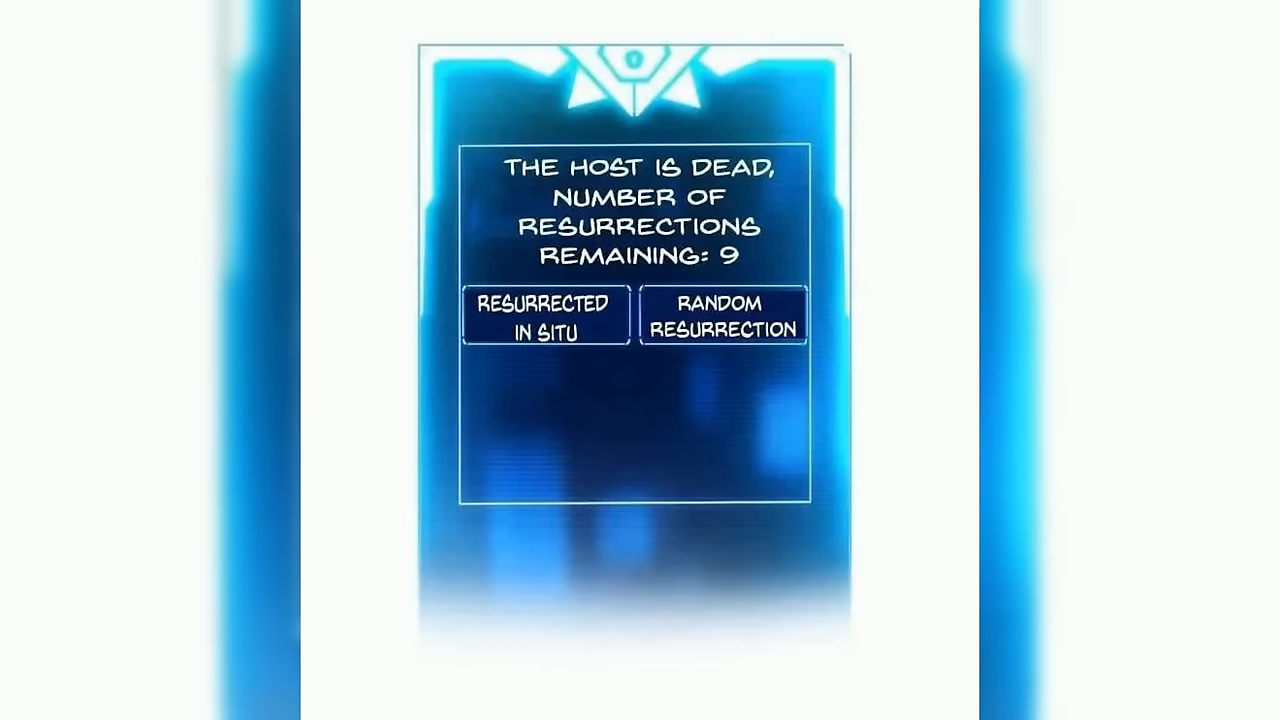 THE HOST IS DEAD,
NUMBER OF
RESURRECTIONS
REMAINING: 9
RESURRECTED
IN SITU
RANDOM
RESURRECTION